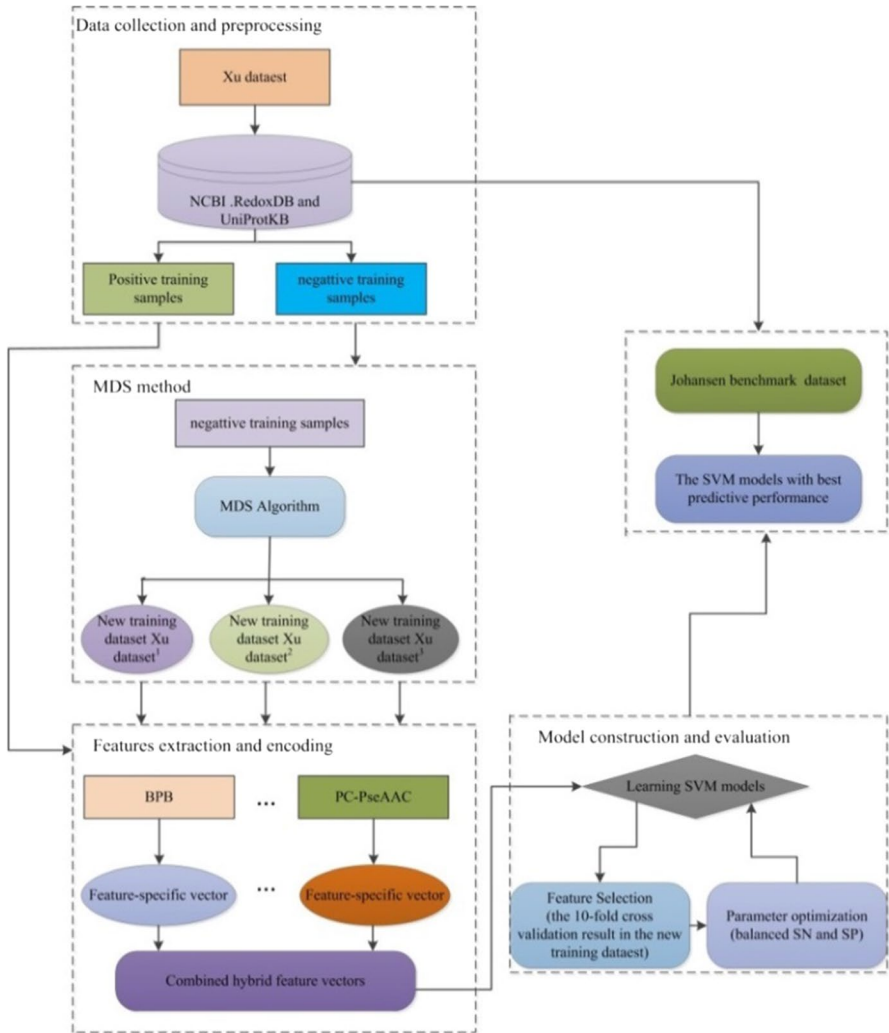 Data collection and preprocessing
Xu dataest
NCBI .RedoxDB and
UniProtKB
Positive training
samples
negattive training
samples
MDS method
negattive training samples
MDS Algorithm
New training
dataset Xu
dataset¹
New training
dataset Xu
dataset²
New training
dataset Xu
dataset³
Johansen benchmark dataset
The SVM models with best
predictive performance
Features extraction and encoding
BPB
...
PC-PseAAC
Feature-specific vector
...
Feature-specific vector
Combined hybrid feature vectors
Model construction and evaluation
Learning SVM models
Feature Selection
(the 10-fold cross
validation result in the new
training dataest)
Parameter optimization
(balanced SN and SP)